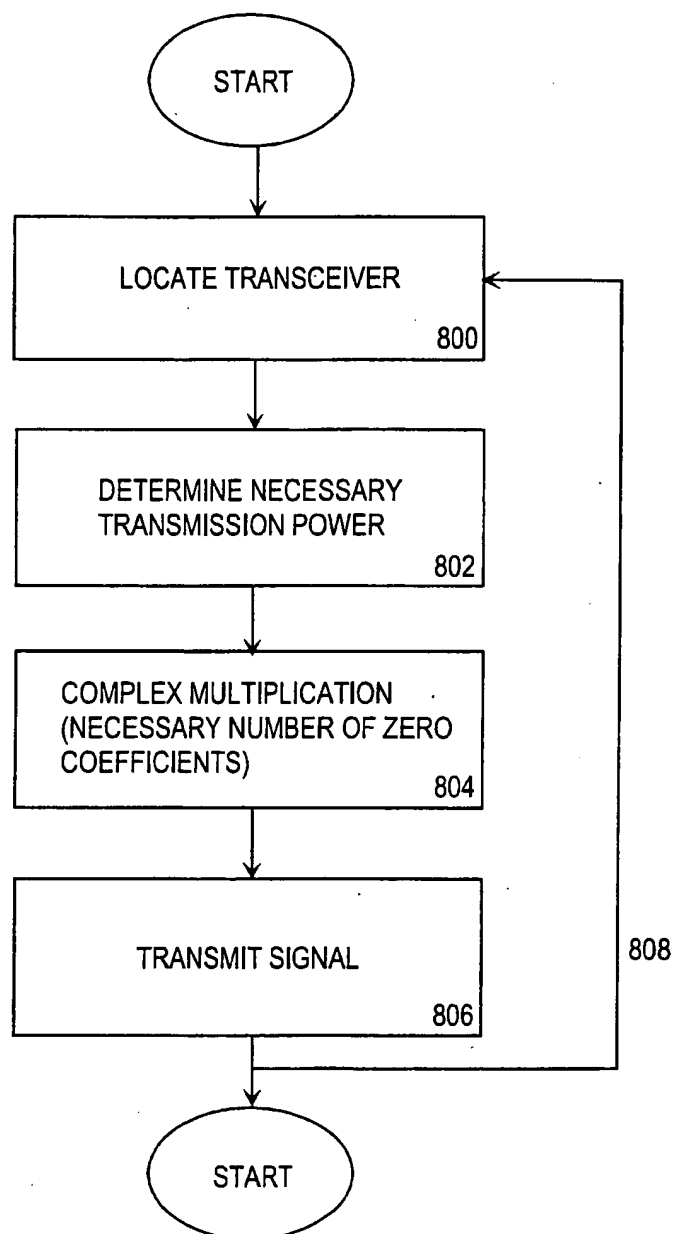 START
LOCATE TRANSCEIVER
800
DETERMINE NECESSARY
TRANSMISSION POWER
802
COMPLEX MULTIPLICATION
(NECESSARY NUMBER OF ZERO
COEFFICIENTS)
804
TRANSMIT SIGNAL
806
808
START